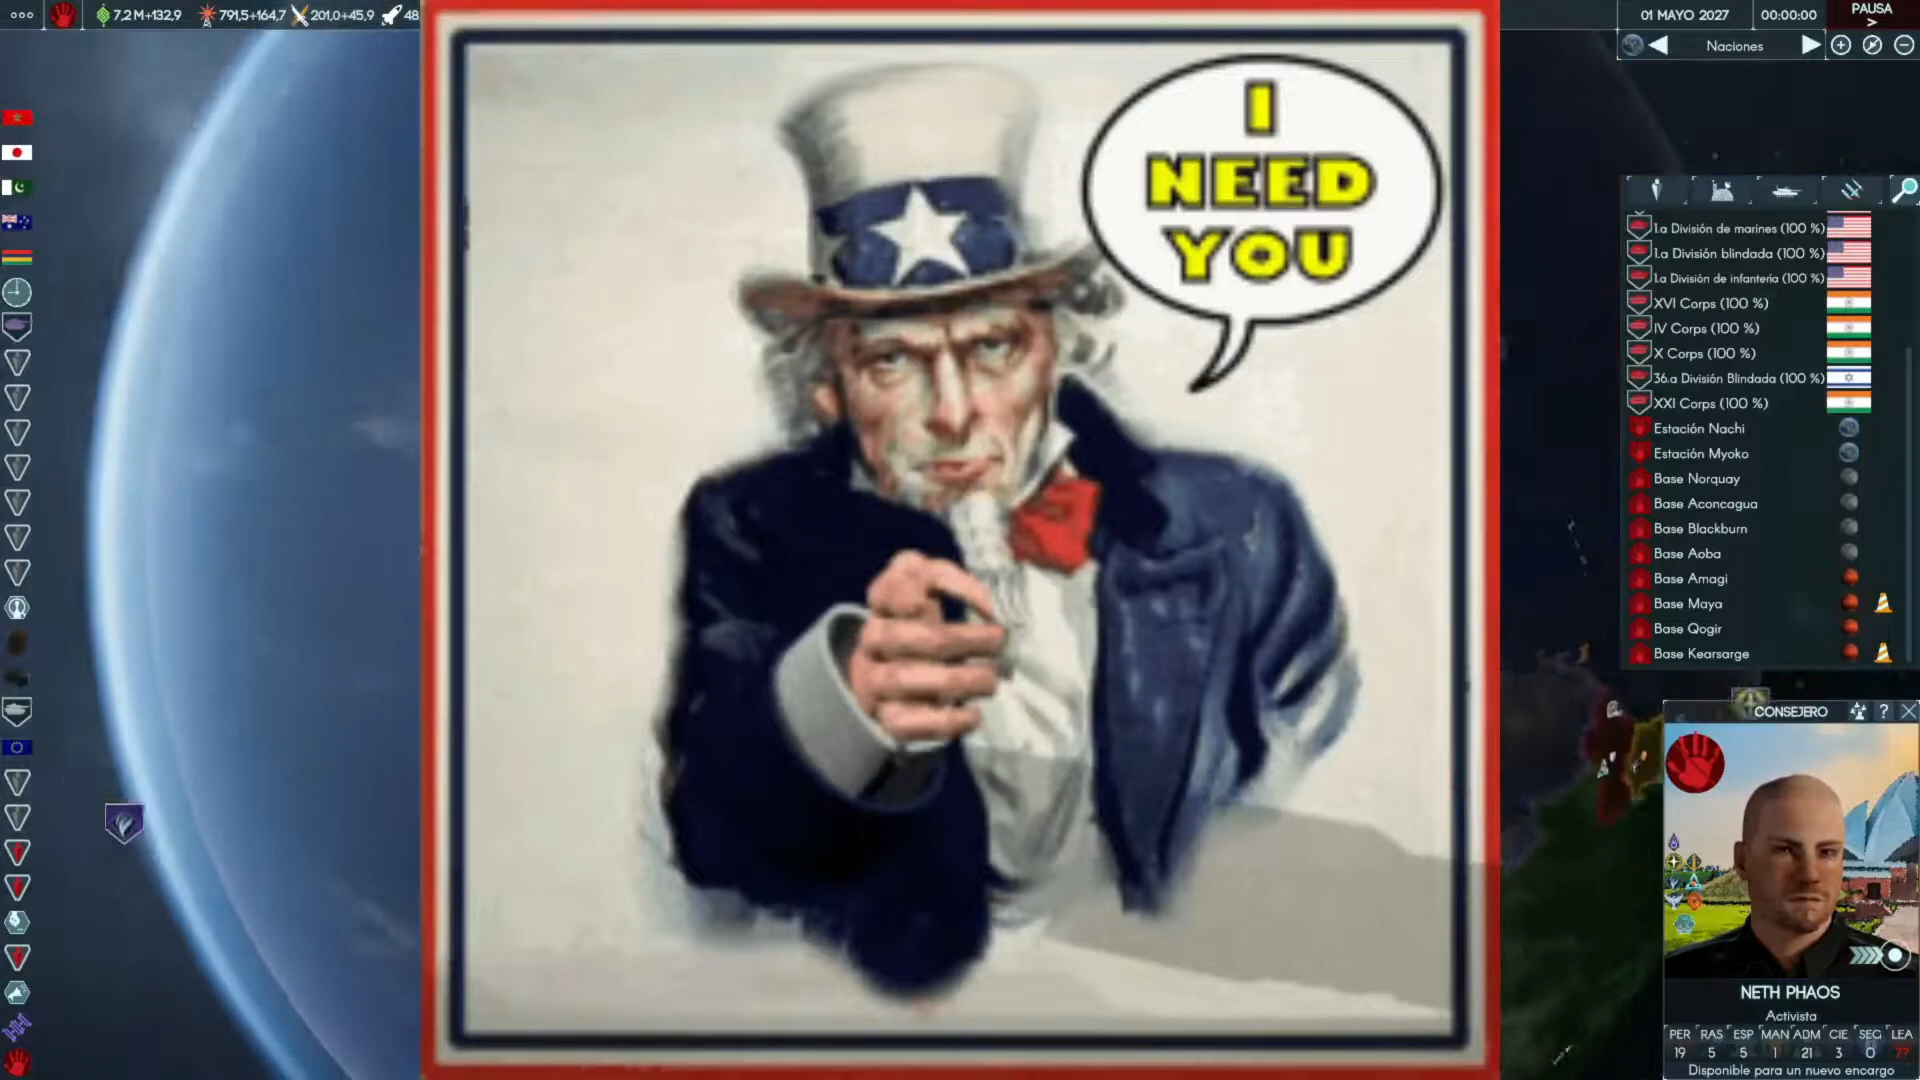 7,2 M+132,9
791,5+164,7
201,0+45,9
48
01 MAYO 2027
00:00:00
PAUSA
>
Naciones
I
NEED
YOU
1.a División de marines (100 %)
1.a División blindada (100 %)
1.a División de infantería (100 %)
XVI Corps (100 %)
IV Corps (100 %)
X Corps (100 %)
36.a División Blindada (100 %)
XXI Corps (100 %)
Estación Nachi
Estación Myoko
Base Norquay
Base Aconcagua
Base Blackburn
Base Aoba
Base Amagi
Base Maya
Base Qogir
Base Kearsarge
CONSEJERO
?
NETH PHAOS
Activista
PER RAS ESP MAN ADM CIE SEG LEA
19 5 5 1 21 3 0 7?
Disponible para un nuevo encargo